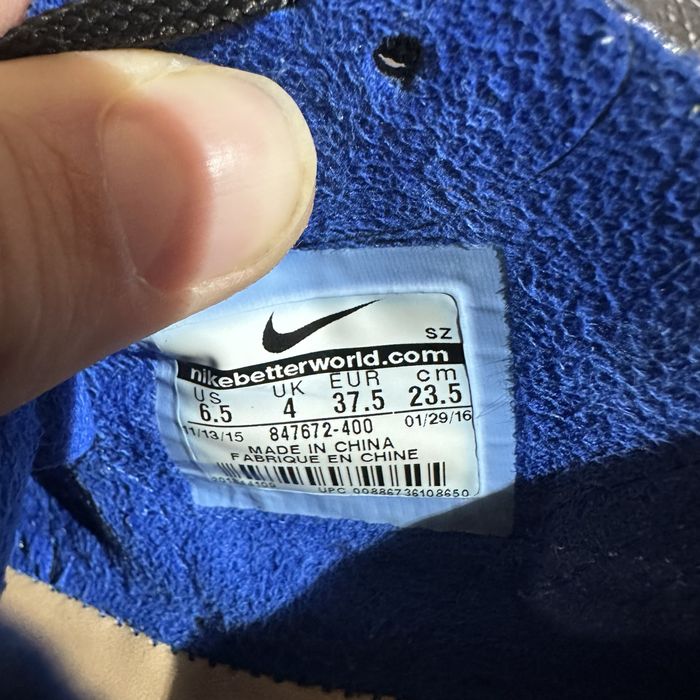 SZ
nikebetterworld.com
US UK EUR cm
6.5 4 37.5 23.5
11/13/15 847672-400 01/29/16
MADE IN CHINA
FABRIQUE EN CHINE
UPC 00886736108650